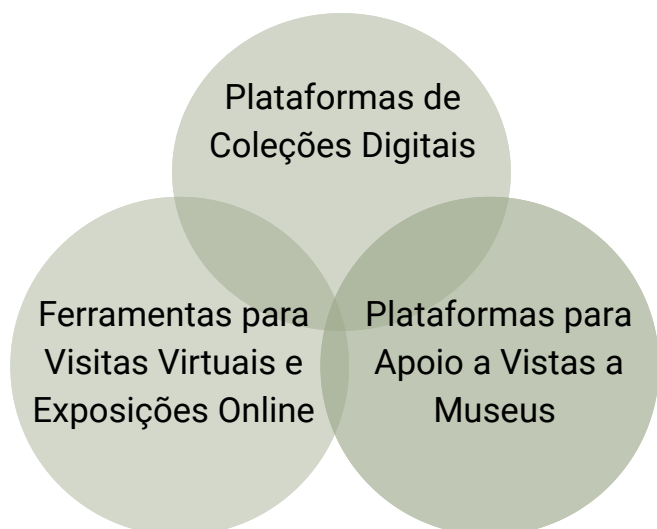 Plataformas de
Coleções Digitais
Ferramentas para
Visitas Virtuais e
Exposições Online
Plataformas para
Apoio a Vistas a
Museus